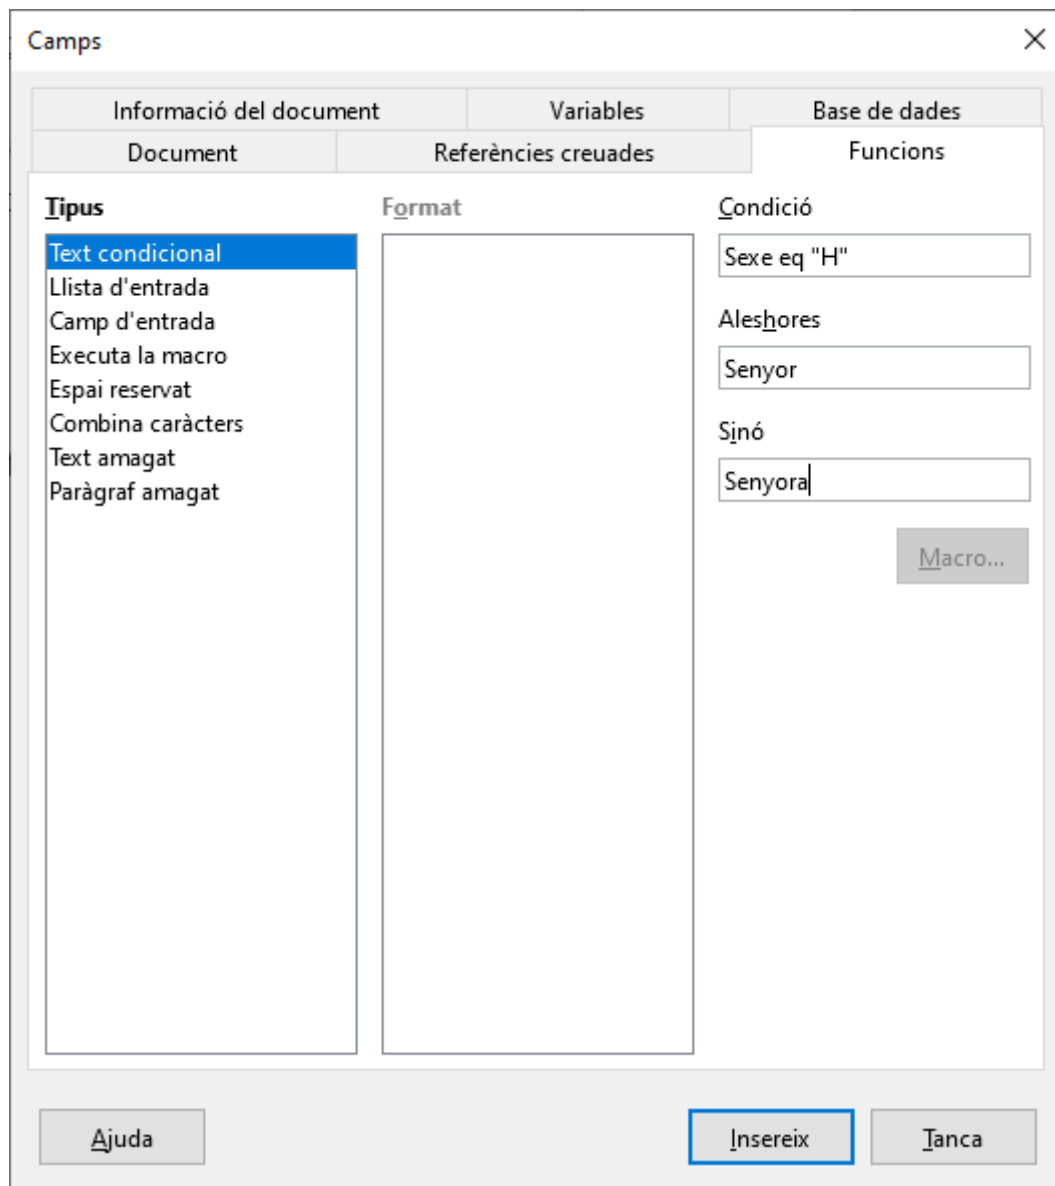 Camps
Informació del document
Variables
Base de dades
Document
Referències creuades
Funcions
Tipus
Format
Condició
Text condicional
Llista d'entrada
Camp d'entrada
Executa la macro
Espai reservat
Combina caràcters
Text amagat
Paràgraf amagat
Sexe eq "H"
Aleshores
Senyor
Sinó
Senyora
Macro...
Ajuda
Insereix
Tanca